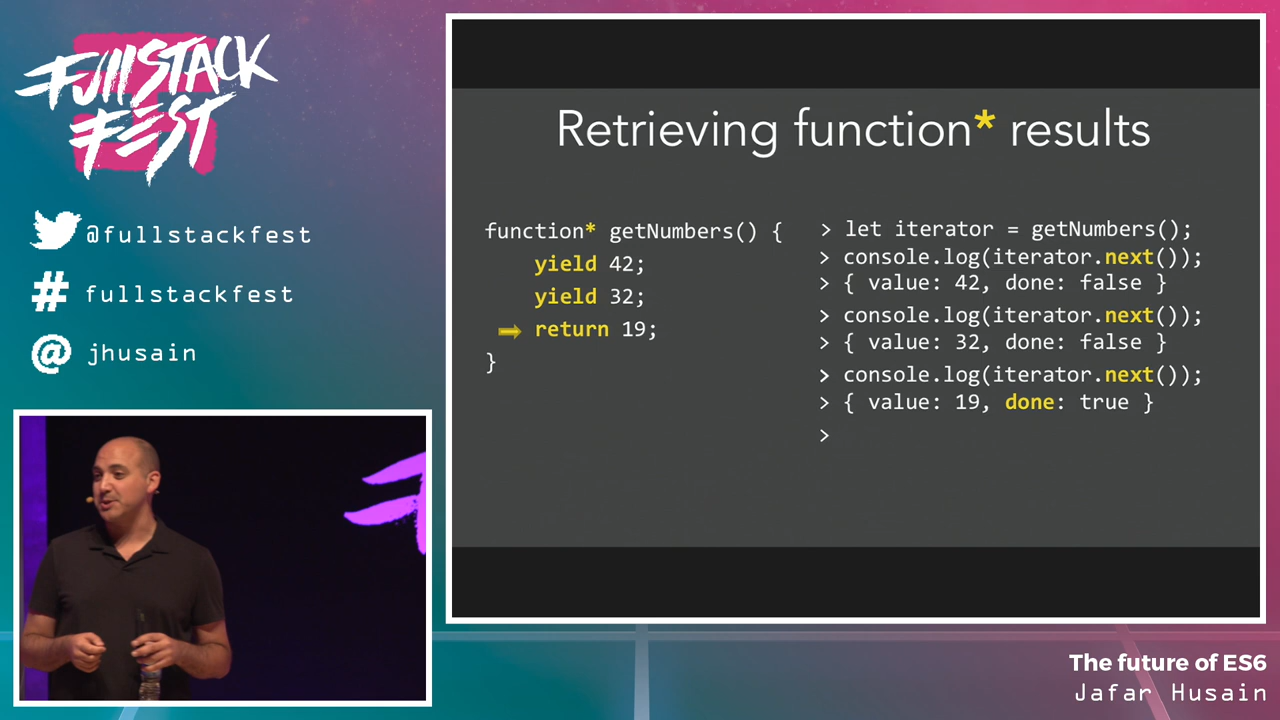 FullSTACK
FEST
@fullstackfest
# fullstackfest
@ jhusain
Retrieving function* results
function* getNumbers() {
yield 42;
yield 32;
return 19;
}
> let iterator = getNumbers();
> console.log(iterator.next());
> { value: 42, done: false }
> console.log(iterator.next());
> { value: 32, done: false }
> console.log(iterator.next());
> { value: 19, done: true }
>
The future of ES6
Jafar Husain